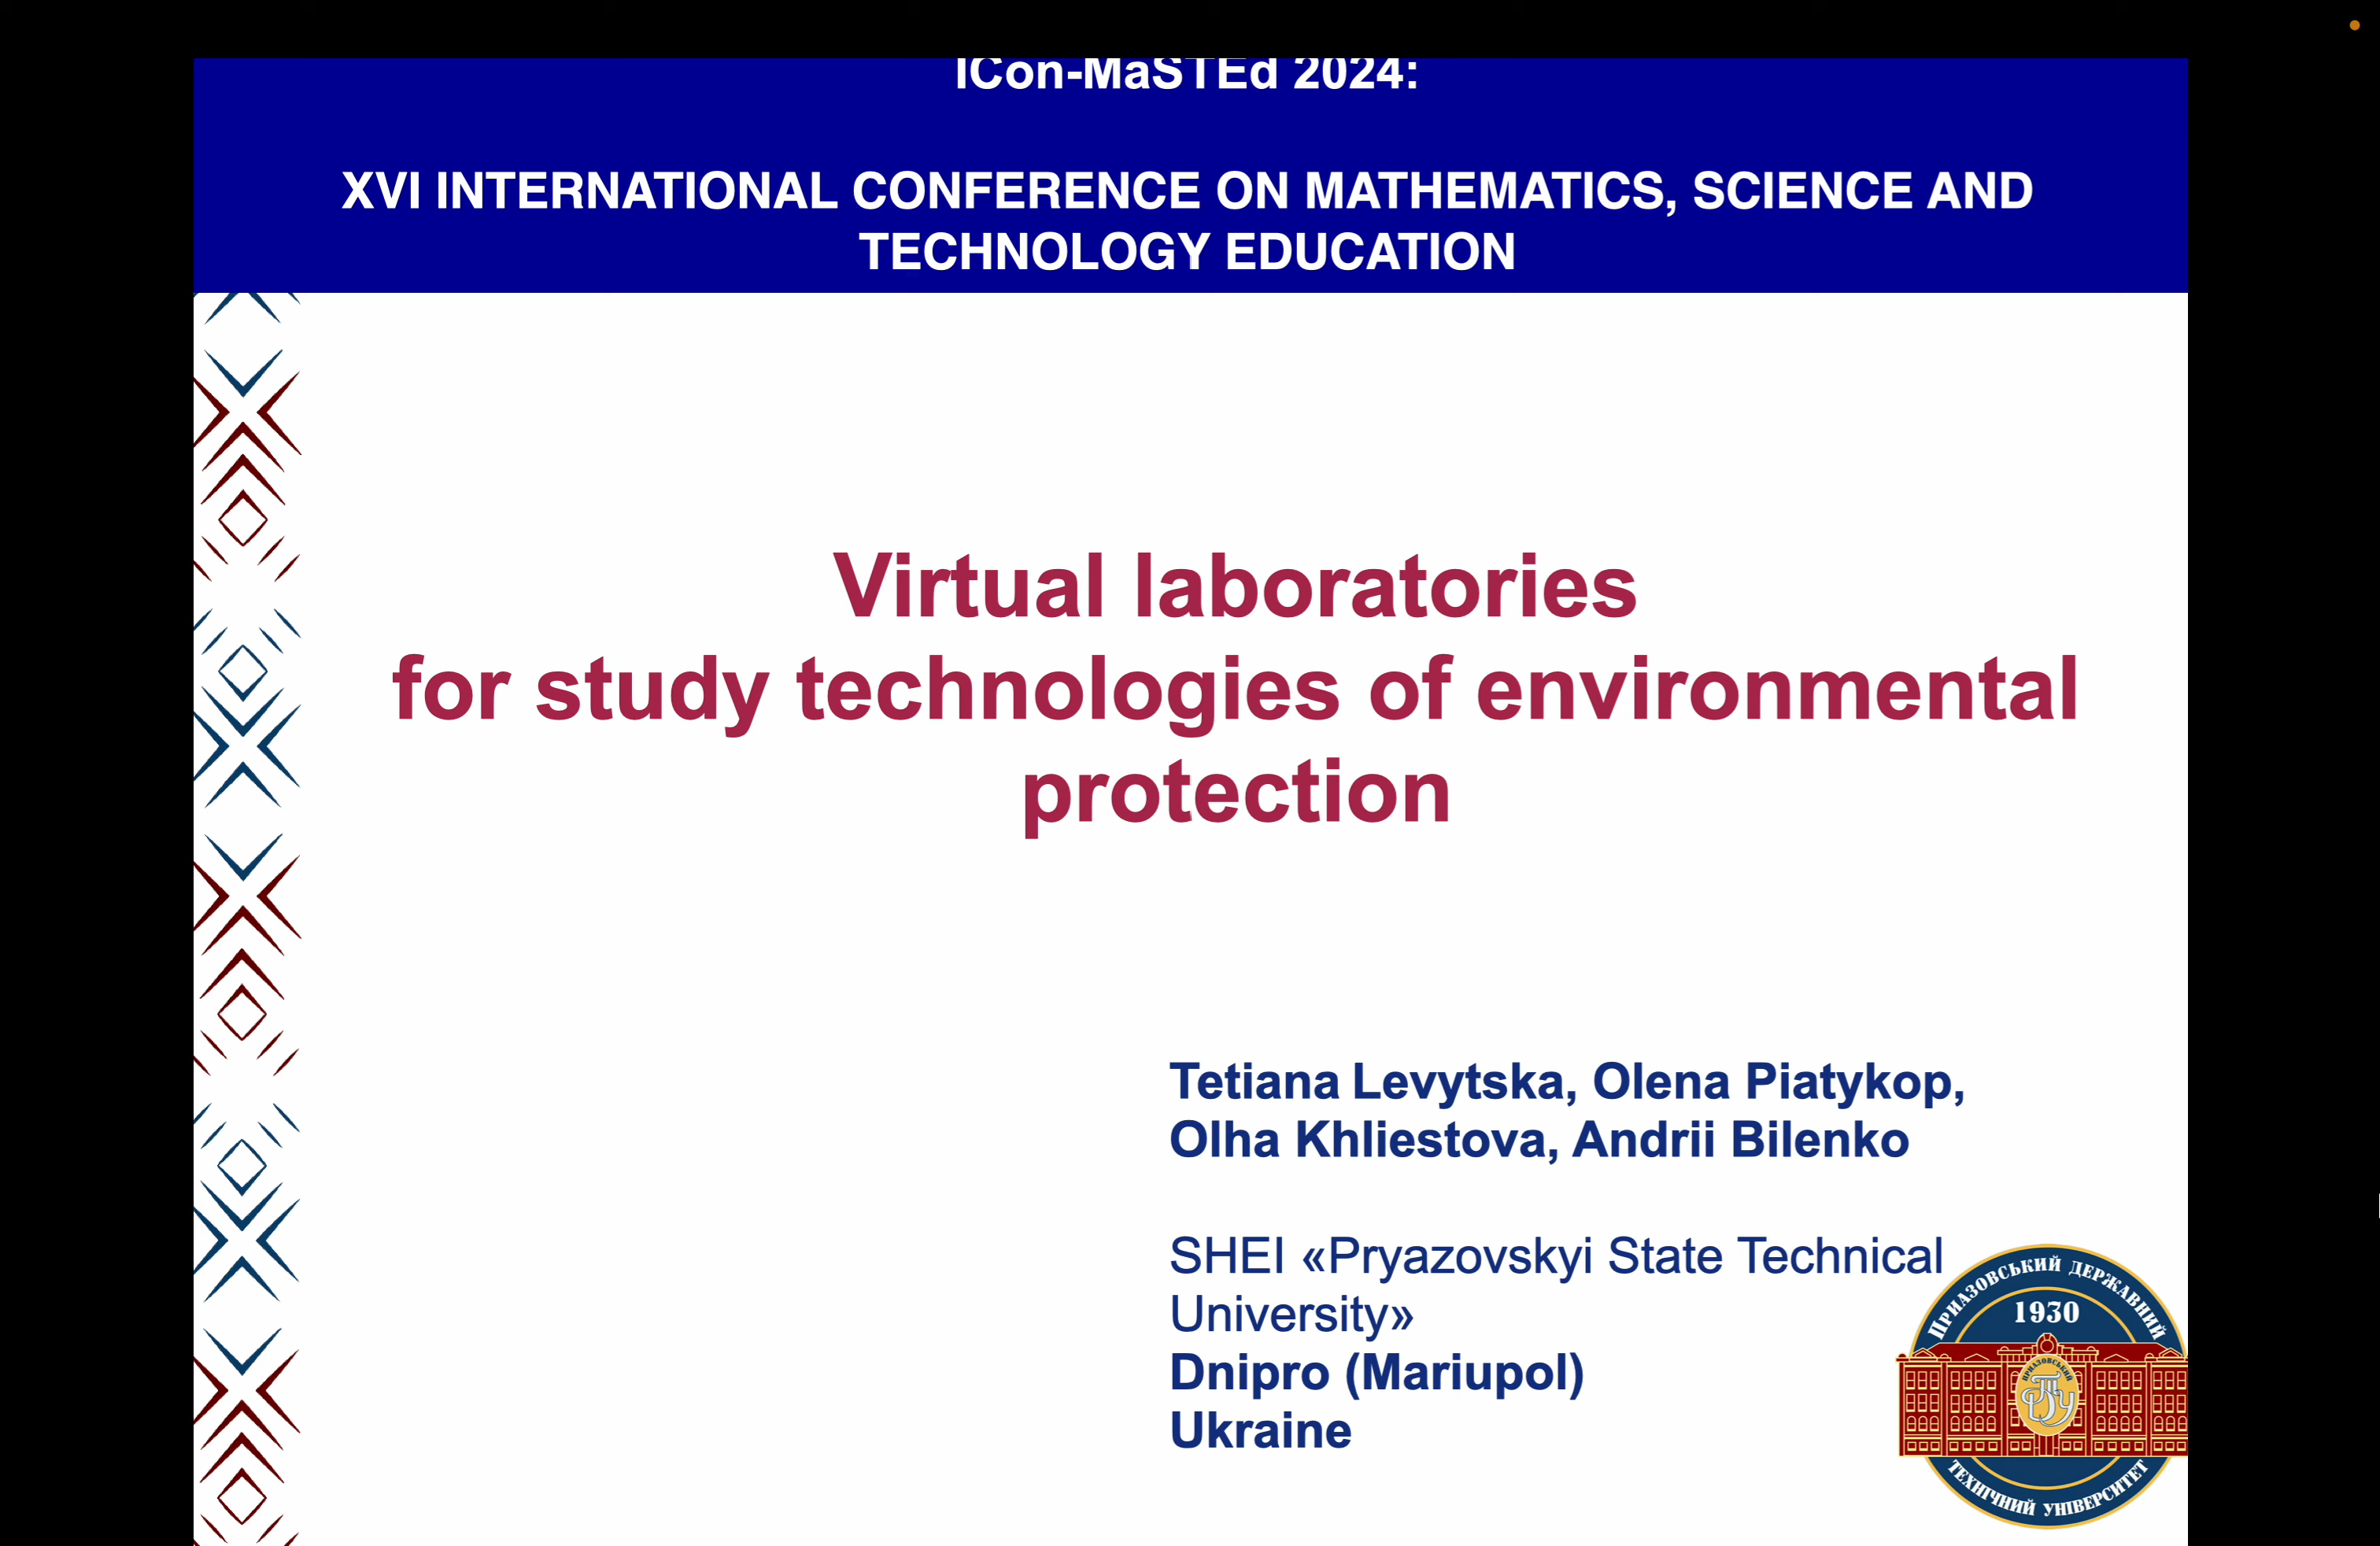 ICon-MaSTEd 2024:
XVI INTERNATIONAL CONFERENCE ON MATHEMATICS, SCIENCE AND
TECHNOLOGY EDUCATION
Virtual laboratories
for study technologies of environmental
protection
Tetiana Levytska, Olena Piatykop,
Olha Khliestova, Andrii Bilenko
SHEI «Pryazovskyi State Technical
University»
Dnipro (Mariupol)
Ukraine
ПРИАЗОВСЬКИЙ ДЕРЖАВНИЙ
1930
ПРИАЗОВСЬКИЙ
ТЕХНІЧНИЙ УНІВЕРСИТЕТ